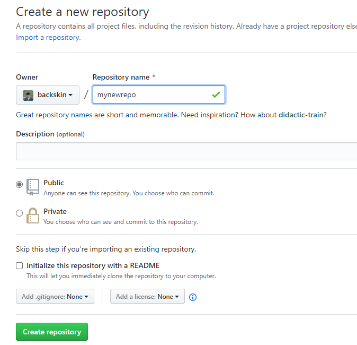 Create a new repository
A repository contains all project files, including the revision history. Already have a project repository else
Import a repository.
Owner Repository name *
backskin / mynewrepo
Great repository names are short and memorable. Need inspiration? How about didactic-train?
Description (optional)
Public
Anyone can see this repository. You choose who can commit.
Private
You choose who can see and commit to this repository.
Skip this step if you're importing an existing repository.
Initialize this repository with a README
This will let you immediately clone the repository to your computer.
Add .gitignore: None Add a license: None
Create repository